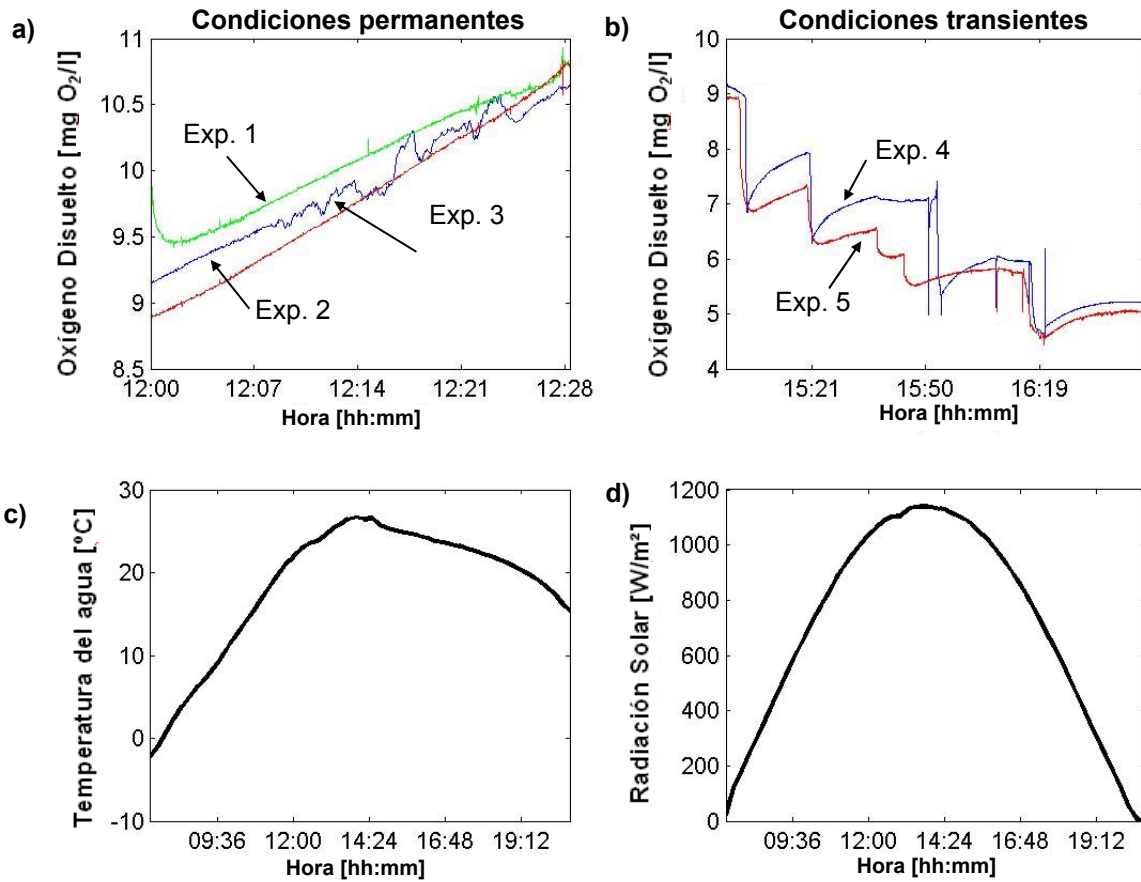 Condiciones permanentes
a)
11
10.5
10
9.5
9
8.5
Oxígeno Disuelto [mg O2/l]
Exp. 1
Exp. 2
Exp. 3
12:00 12:07 12:14 12:21 12:28
Hora [hh:mm]
Condiciones transientes
b)
10
9
8
7
6
5
4
Oxígeno Disuelto [mg O2/l]
Exp. 4
Exp. 5
15:21 15:50 16:19
Hora [hh:mm]
c)
30
20
10
0
-10
Temperatura del agua [ºC]
09:36 12:00 14:24 16:48 19:12
Hora [hh:mm]
d)
1200
1000
800
600
400
200
0
Radiación Solar [W/m²]
09:36 12:00 14:24 16:48 19:12
Hora [hh:mm]